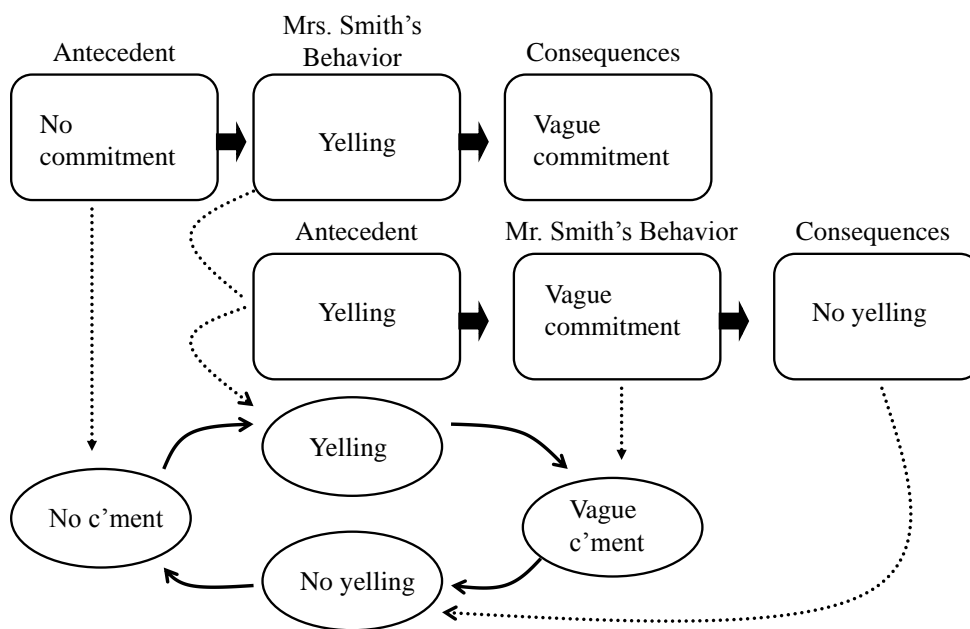 Antecedent
Mrs. Smith’s
Behavior
Consequences
No
commitment
Yelling
Vague
commitment
Antecedent
Mr. Smith’s Behavior
Consequences
Yelling
Vague
commitment
No yelling
Yelling
No c’ment
Vague
c’ment
No yelling